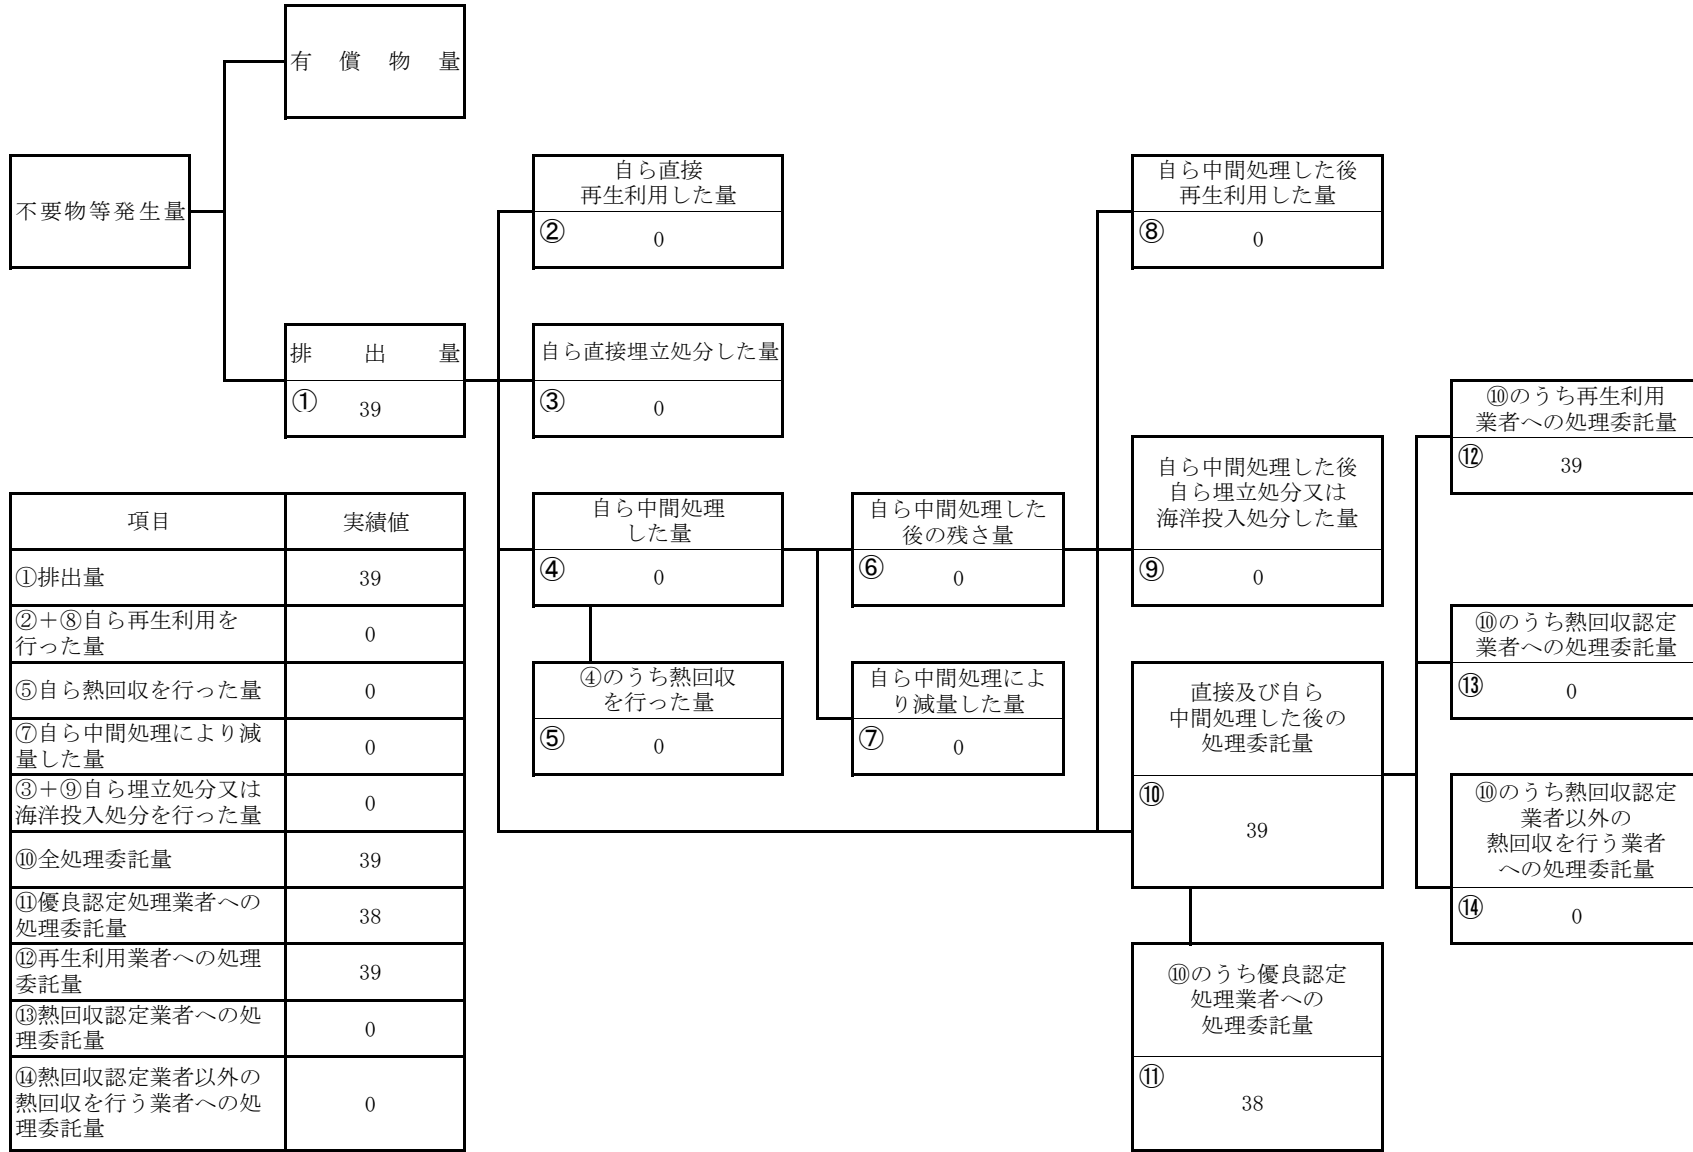 有償物量
不要物等発生量
排出量
① 39
自ら直接
再生利用した量
② 0
自ら直接埋立処分した量
③ 0
自ら中間処理
した量
④ 0
④のうち熱回収
を行った量
⑤ 0
自ら中間処理した
後の残さ量
⑥ 0
自ら中間処理によ
り減量した量
⑦ 0
自ら中間処理した後
再生利用した量
⑧ 0
自ら中間処理した後
自ら埋立処分又は
海洋投入処分した量
⑨ 0
直接及び自ら
中間処理した後の
処理委託量
⑩
39
⑩のうち優良認定
処理業者への
処理委託量
⑪
38
⑩のうち再生利用
業者への処理委託量
⑫ 39
⑩のうち熱回収認定
業者への処理委託量
⑬ 0
⑩のうち熱回収認定
業者以外の
熱回収を行う業者
への処理委託量
⑭ 0
項目 実績値
①排出量 39
②＋⑧自ら再生利用を
行った量 0
⑤自ら熱回収を行った量 0
⑦自ら中間処理により減
量した量 0
③＋⑨自ら埋立処分又は
海洋投入処分を行った量 0
⑩全処理委託量 39
⑪優良認定処理業者への
処理委託量 38
⑫再生利用業者への処理
委託量 39
⑬熱回収認定業者への処
理委託量 0
⑭熱回収認定業者以外の
熱回収を行う業者への処
理委託量 0